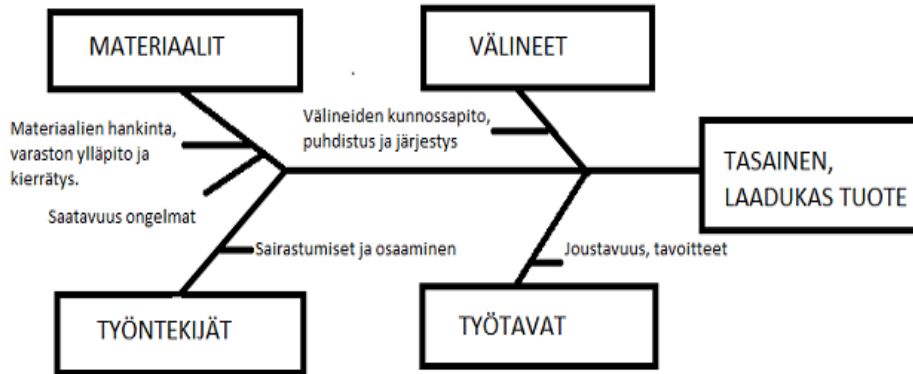 MATERIAALIT
VÄLINEET
Materiaalien hankinta,
varaston ylläpito ja
kierrätys.
Välineiden kunnossapito,
puhdistus ja järjestys
Saatavuus ongelmat
TASAINEN,
LAADUKAS TUOTE
Sairastumiset ja osaaminen
Joustavuus, tavoitteet
TYÖNTEKIJÄT
TYÖTAVAT